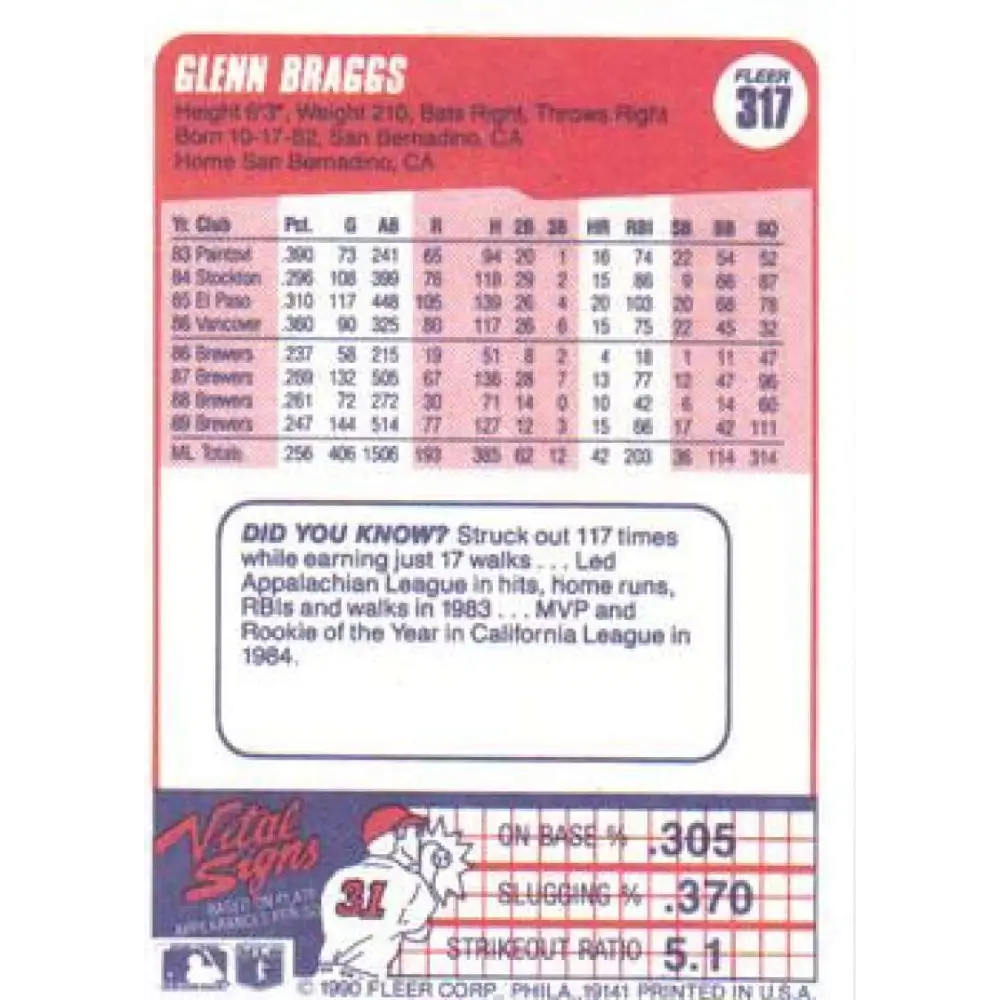 GLENN BRAGGS
FLEER
317
Height 6'3", Weight 210, Bats Right, Throws Right
Born 10-17-62, San Bernadino, CA
Home San Bernadino, CA
Yr. Club Pct. G AB R H 2B 3B HR RBI SB BB SO
83 Paintsvl .390 73 241 65 94 20 1 16 74 22 54 52
84 Stockton .296 108 399 76 118 29 2 15 86 9 66 87
85 El Paso .310 117 448 105 139 26 4 20 103 20 68 78
86 Vancouver .360 90 325 80 117 26 6 15 75 22 45 32
86 Brewers .237 58 215 19 51 8 2 4 18 1 11 47
87 Brewers .269 132 505 67 136 28 7 13 77 12 47 96
88 Brewers .261 72 272 30 71 14 0 10 42 6 14 60
89 Brewers .247 144 514 77 127 12 3 15 66 17 42 111
ML Totals .256 406 1506 193 385 62 12 42 203 36 114 314
DID YOU KNOW? Struck out 117 times
while earning just 17 walks . . . Led
Appalachian League in hits, home runs,
RBIs and walks in 1983 . . . MVP and
Rookie of the Year in California League in
1984.
Vital
Signs
BASED ON PLATE
31
ON BASE % .305
SLUGGING % .370
STRIKEOUT RATIO 5.1
© 1990 FLEER CORP., PHILA., 19141 PRINTED IN U.S.A.